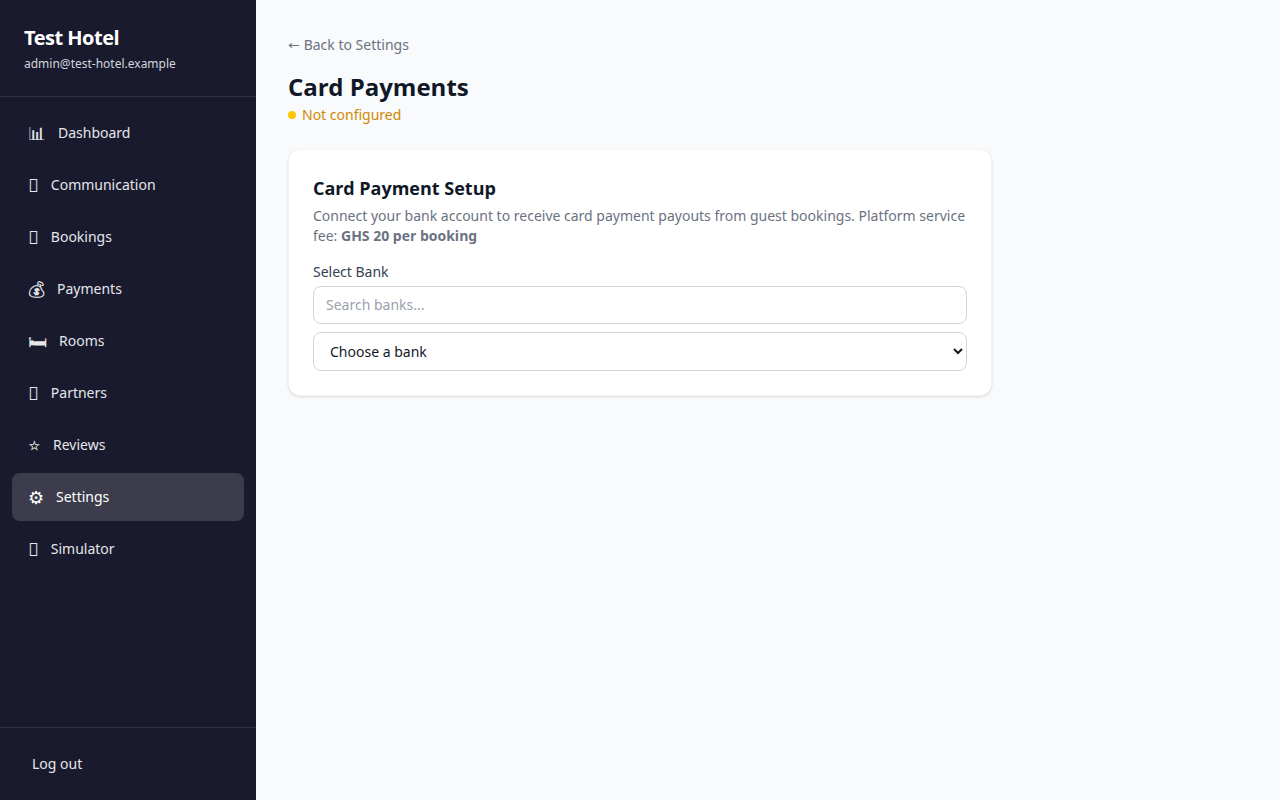 Test Hotel
admin@test-hotel.example
Dashboard
Communication
Bookings
Payments
Rooms
Partners
Reviews
Settings
Simulator
Log out
← Back to Settings
Card Payments
Not configured
Card Payment Setup
Connect your bank account to receive card payment payouts from guest bookings. Platform service
fee: GHS 20 per booking
Select Bank
Search banks...
Choose a bank